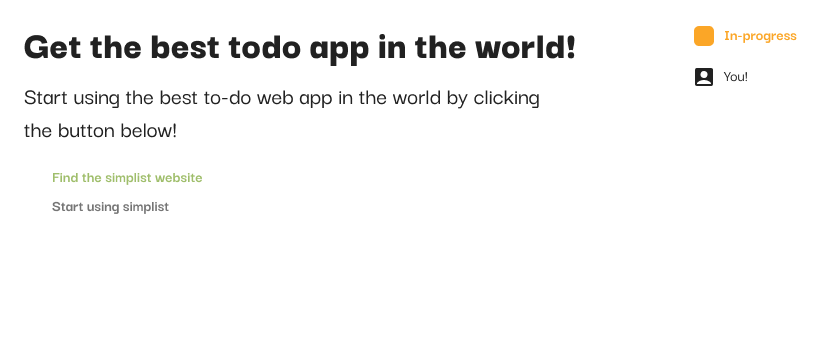 Get the best todo app in the world!
Start using the best to-do web app in the world by clicking
the button below!
Find the simplist website
Start using simplist
In-progress
You!